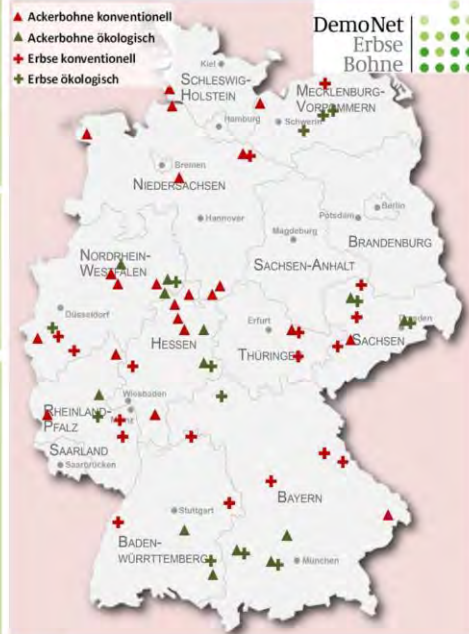 Ackerbohne konventionell
Ackerbohne ökologisch
Erbse konventionell
Erbse ökologisch
DemoNet
Erbse
Bohne
Kiel
SCHLESWIG-
HOLSTEIN
MECKLENBURG-
VORPOMMERN
Hamburg
Schwerin
Bremen
NIEDERSACHSEN
Hannover
Berlin
Potsdam
BRANDENBURG
Magdeburg
SACHSEN-ANHALT
NORDRHEIN-
WESTFALEN
Düsseldorf
Erfurt
Dresden
SACHSEN
HESSEN
THÜRINGEN
Wiesbaden
Mainz
RHEINLAND-
PFALZ
SAARLAND
Saarbrücken
BAYERN
Stuttgart
BADEN-
WÜRRTTEMBERG
München